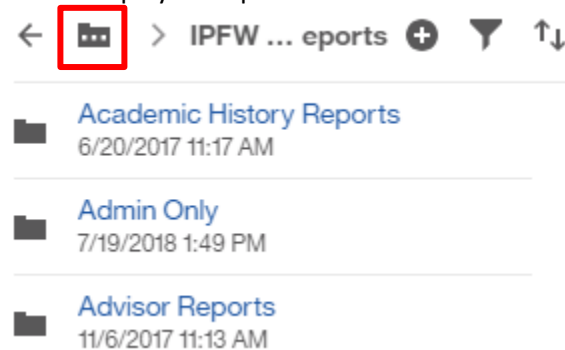 > IPFW ... eports
Academic History Reports
6/20/2017 11:17 AM
Admin Only
7/19/2018 1:49 PM
Advisor Reports
11/6/2017 11:13 AM